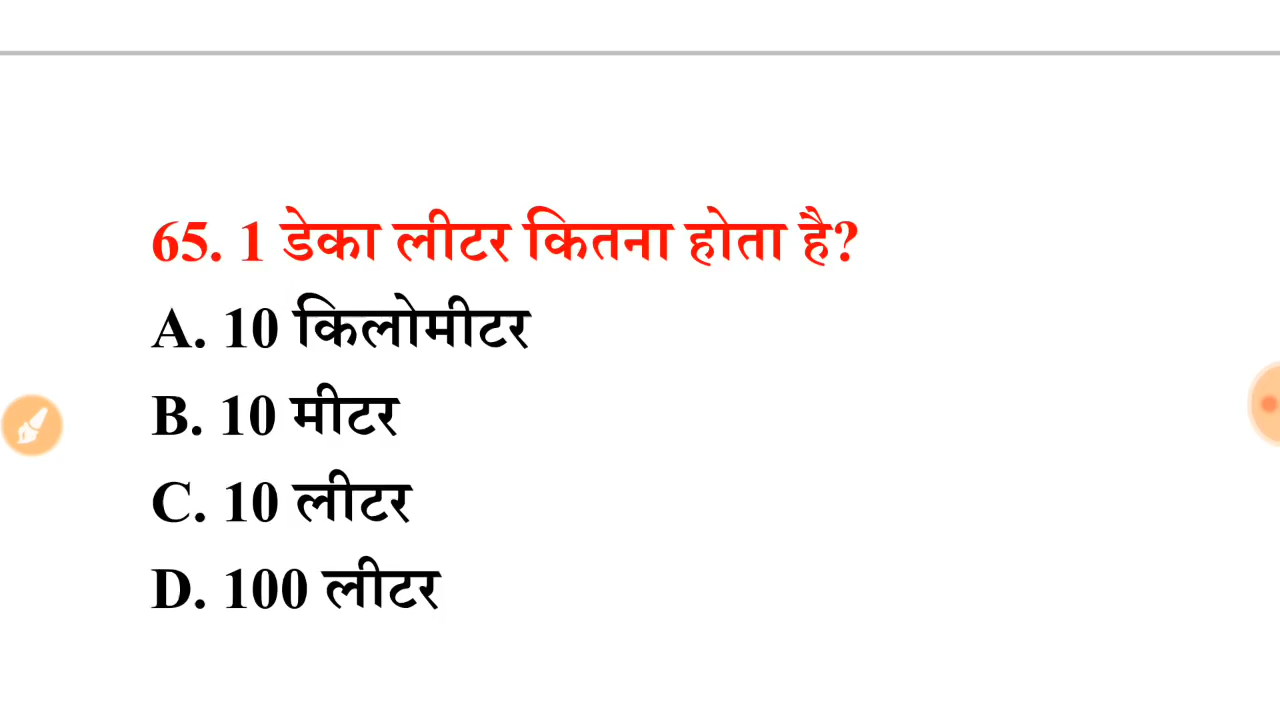 65. 1 डेका लीटर कितना होता है?
A. 10 किलोमीटर
B. 10 मीटर
C. 10 लीटर
D. 100 लीटर